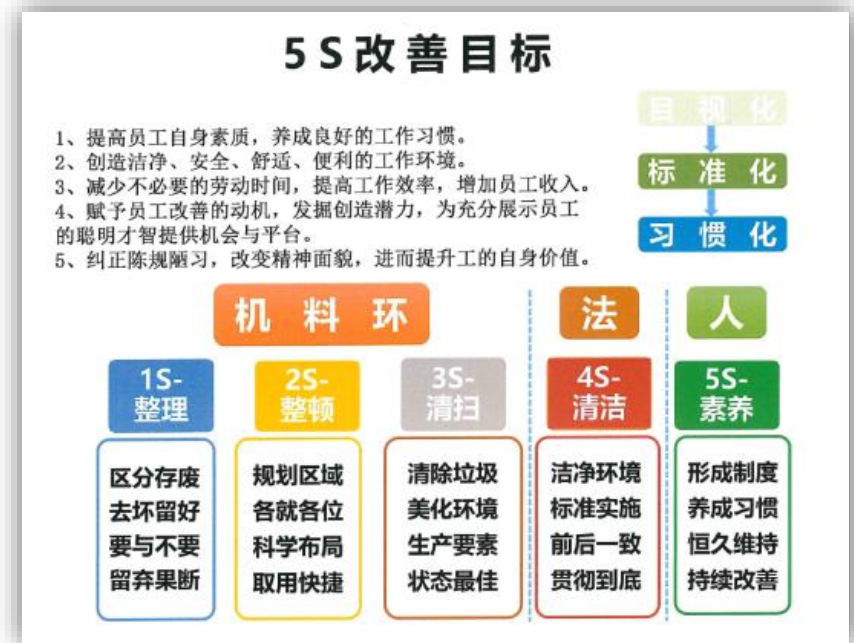 5S改善目标
1、提高员工自身素质，养成良好的工作习惯。
2、创造洁净、安全、舒适、便利的工作环境。
3、减少不必要的劳动时间，提高工作效率，增加员工收入。
4、赋予员工改善的动机，发掘创造潜力，为充分展示员工
的聪明才智提供机会与平台。
5、纠正陈规陋习，改变精神面貌，进而提升工的自身价值。
目视化
标准化
习惯化
机料环
法
人
1S-
整理
2S-
整顿
3S-
清扫
4S-
清洁
5S-
素养
区分存废
去坏留好
要与不要
留弃果断
规划区域
各就各位
科学布局
取用快捷
清除垃圾
美化环境
生产要素
状态最佳
洁净环境
标准实施
前后一致
贯彻到底
形成制度
养成习惯
恒久维持
持续改善